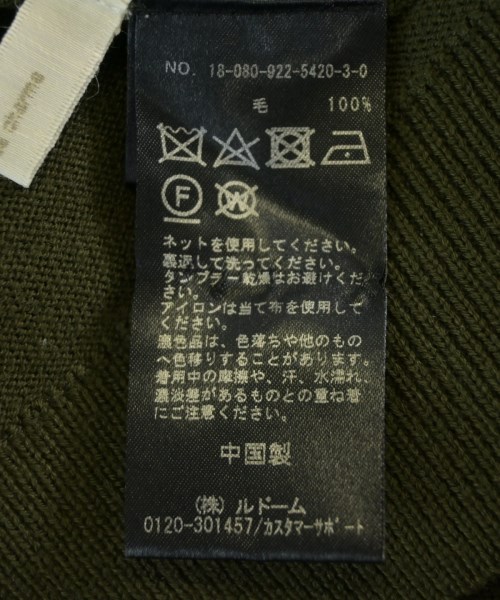 NO. 18-080-922-5420-3-0
毛 100%
F
W
ネットを使用してください。
裏返して洗ってください。
タンブラー乾燥はお避けくだ
さい。
アイロンは当て布を使用して
ください。
濃色品は、色落ちや他のもの
へ色移りすることがあります。
着用中の摩擦や、汗、水濡れ、
濃淡差があるものとの重ね着
にご注意ください。
中国製
(株)ルドーム
0120-301457/カスタマーサポート